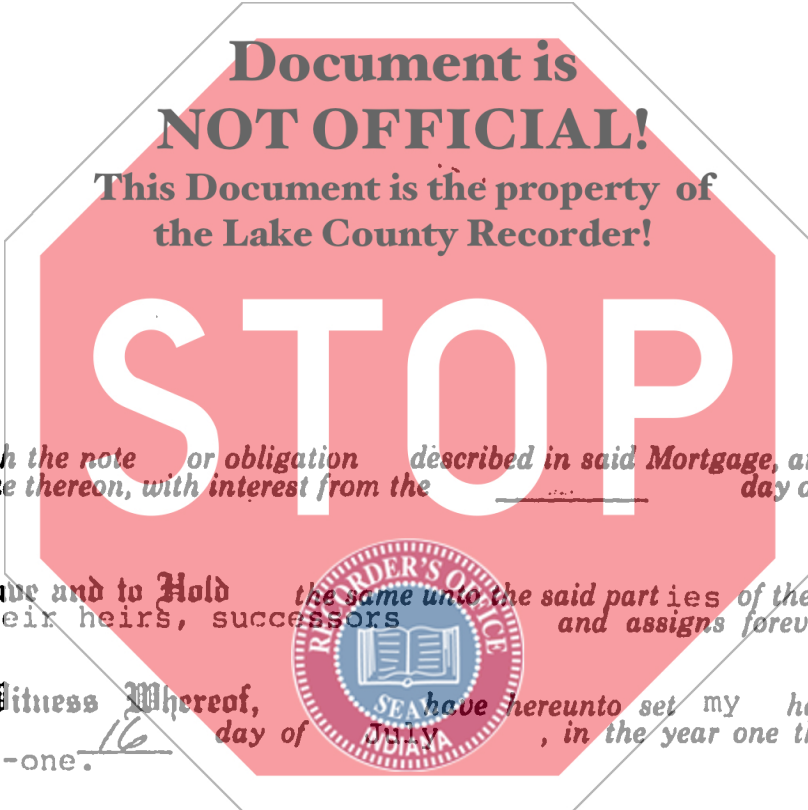 Document is
NOT OFFICIAL!
This Document is the property of
the Lake County Recorder!
STOP
the note or obligation described in said Mortgage,
thereon, with interest from the day
and to Hold the same unto the said parties of the
heirs, successors and assigns
RECORDER'S OFFICE
SEAL
INDIANA
Whereof, have hereunto set my
16 day of July, in the year one
-one.